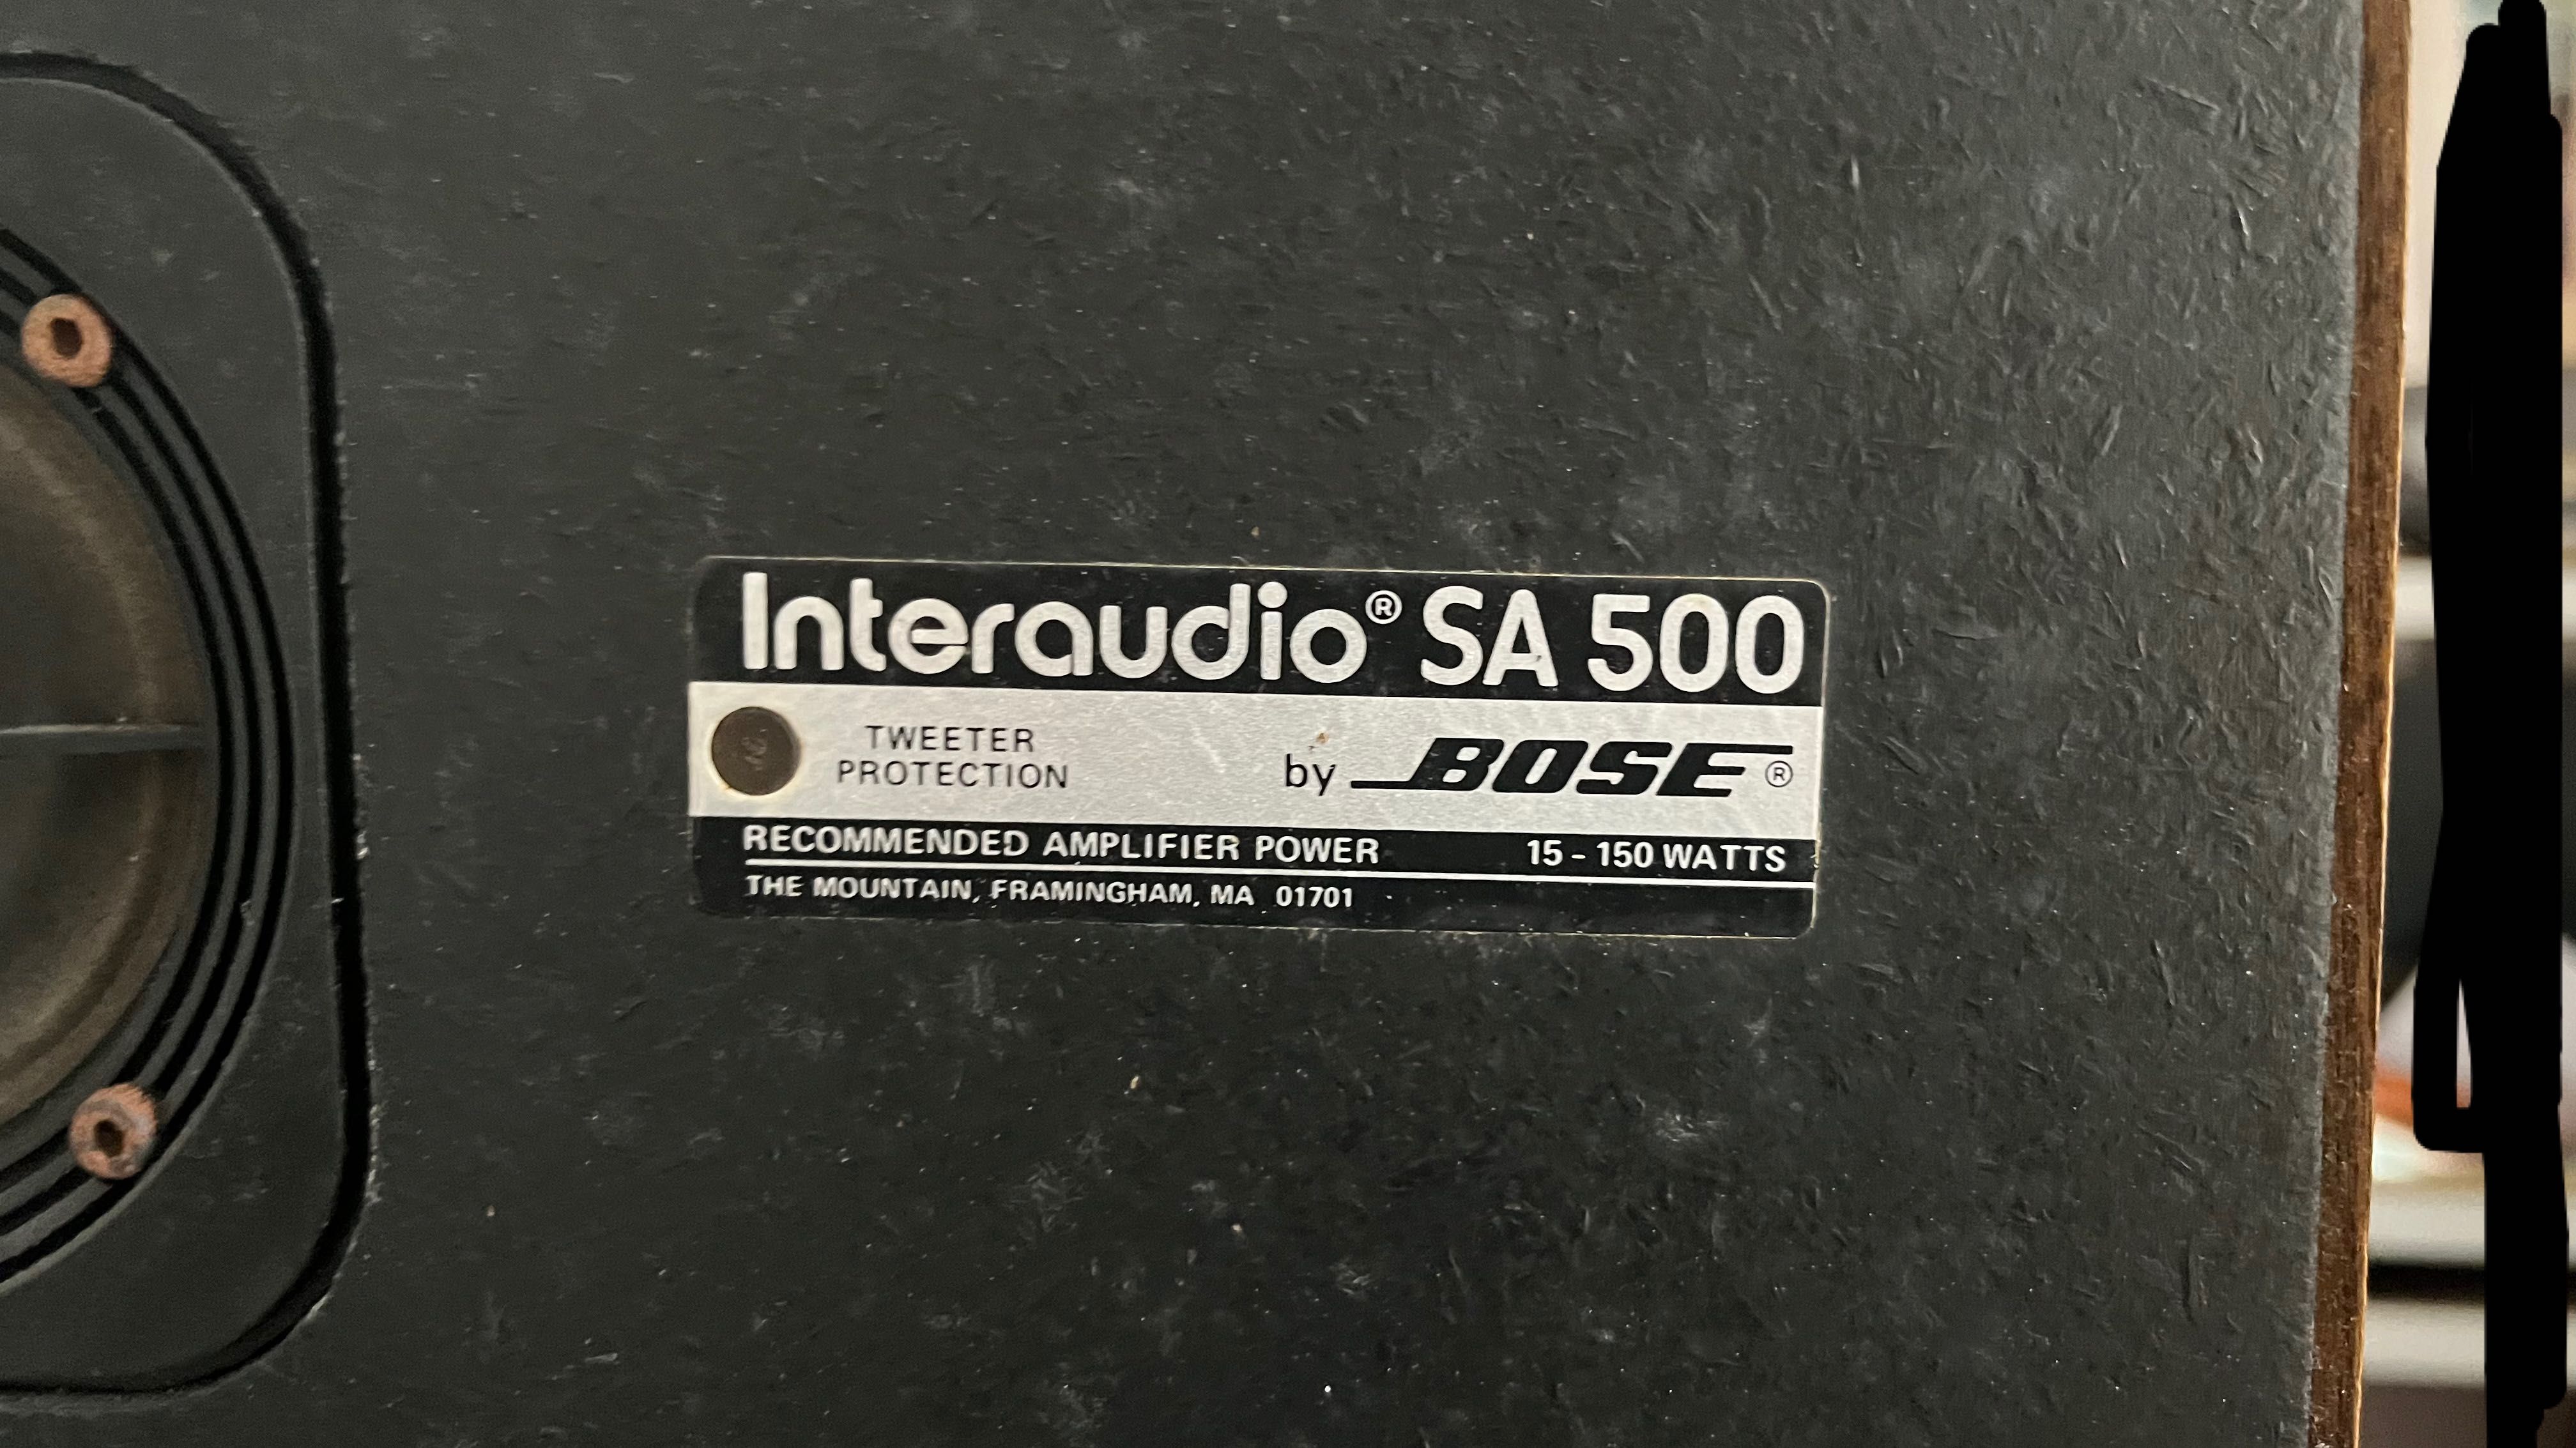 Interaudio® SA 500
TWEETER
PROTECTION
by BOSE®
RECOMMENDED AMPLIFIER POWER 15 - 150 WATTS
THE MOUNTAIN, FRAMINGHAM, MA 01701